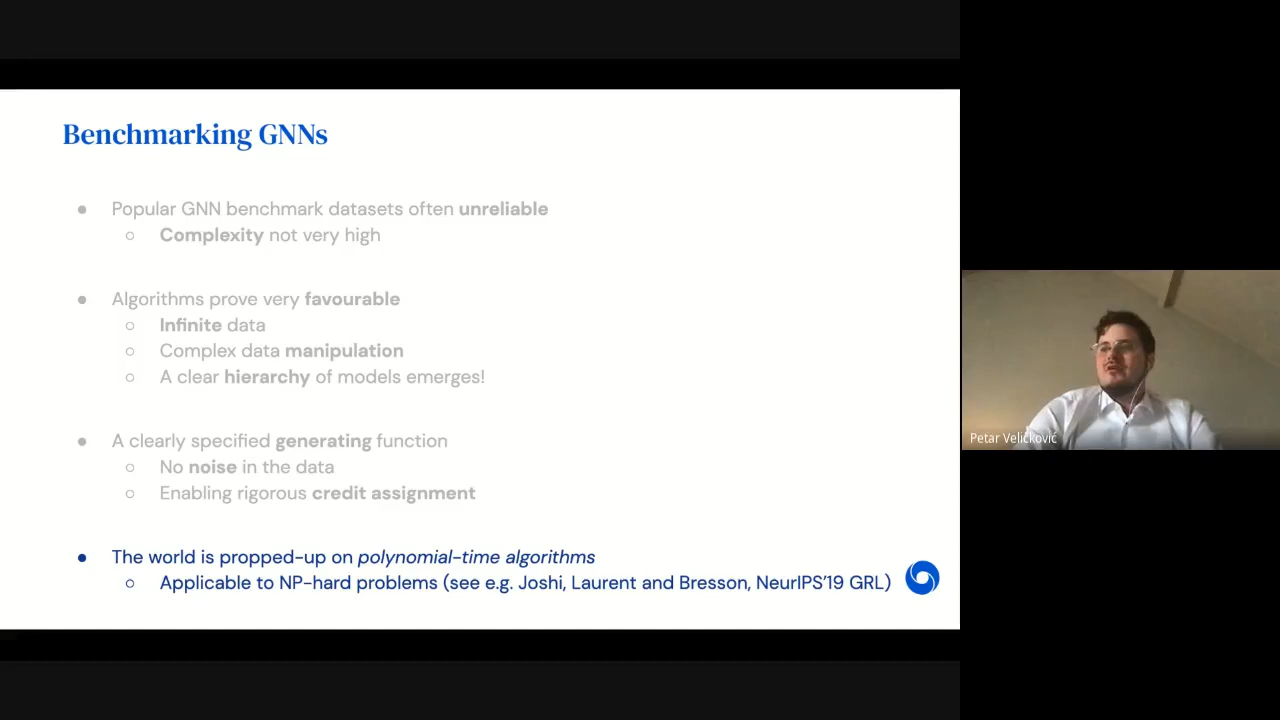 Benchmarking GNNs
● Popular GNN benchmark datasets often unreliable
○ Complexity not very high
● Algorithms prove very favourable
○ Infinite data
○ Complex data manipulation
○ A clear hierarchy of models emerges!
● A clearly specified generating function
○ No noise in the data
○ Enabling rigorous credit assignment
● The world is propped-up on polynomial-time algorithms
○ Applicable to NP-hard problems (see e.g. Joshi, Laurent and Bresson, NeurIPS'19 GRL)
Petar Veličković